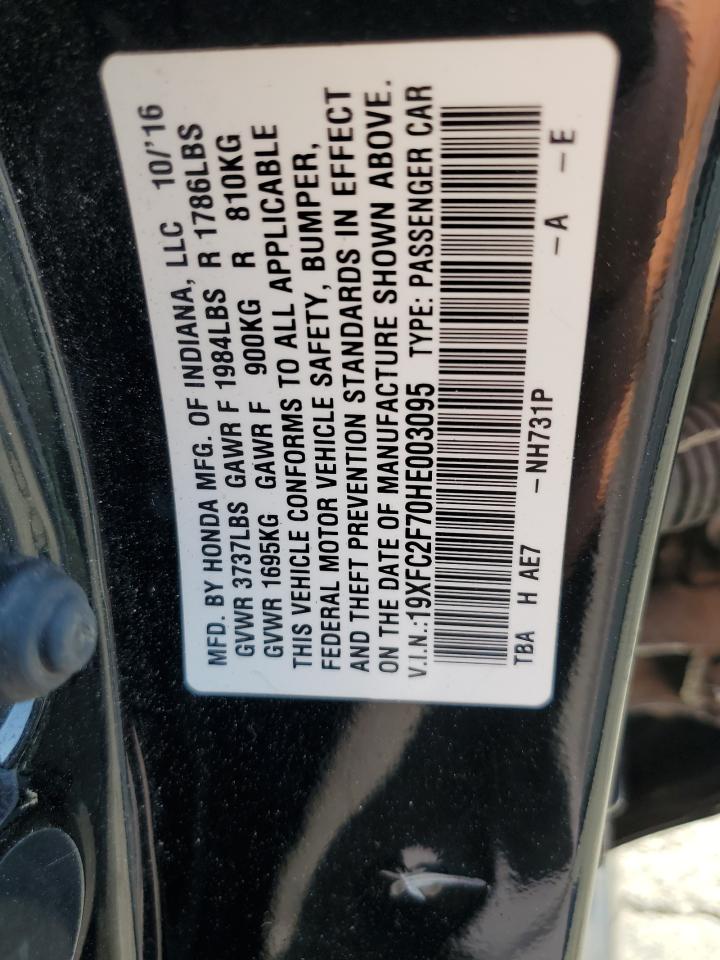 MFD. BY HONDA MFG. OF INDIANA, LLC 10/'16
GVWR 3737LBS GAWR F 1984LBS R 1786LBS
GVWR 1695KG GAWR F 900KG R 810KG
THIS VEHICLE CONFORMS TO ALL APPLICABLE
FEDERAL MOTOR VEHICLE SAFETY, BUMPER,
AND THEFT PREVENTION STANDARDS IN EFFECT
ON THE DATE OF MANUFACTURE SHOWN ABOVE.
V.I.N.:19XFC2F70HE003095 TYPE: PASSENGER CAR
TBA H AE7 -NH731P -A -E